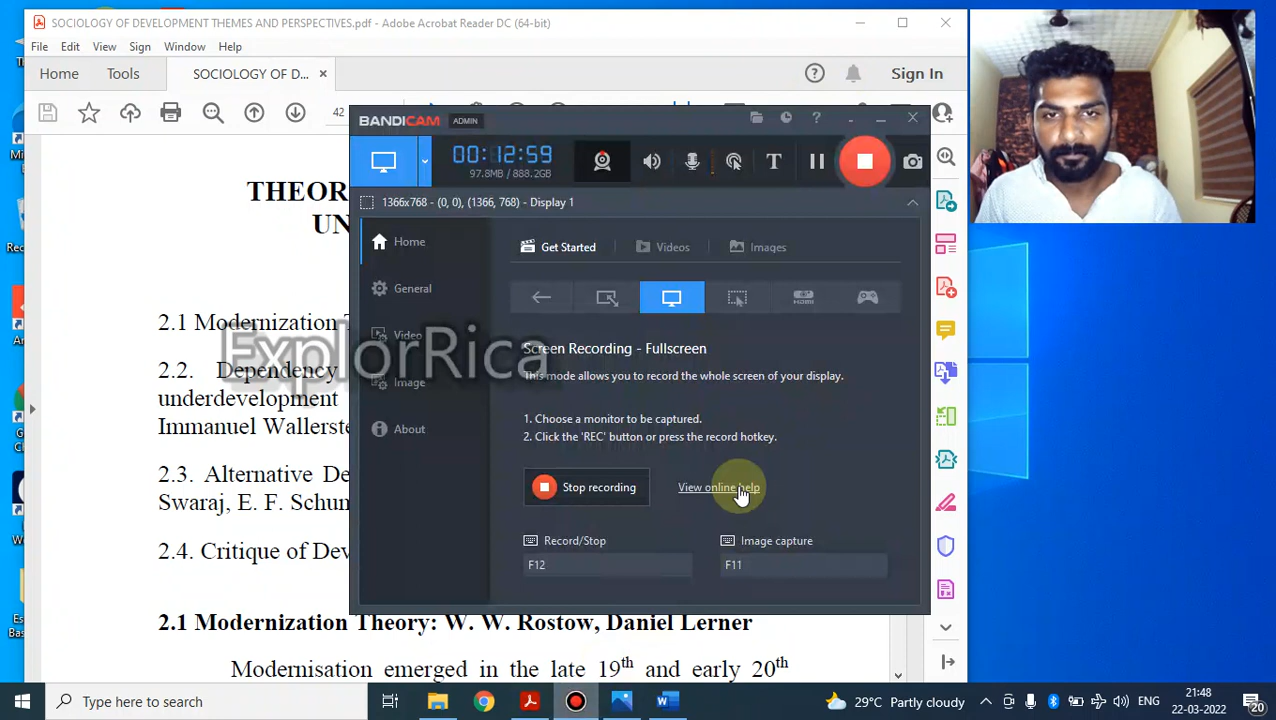 SOCIOLOGY OF DEVELOPMENT THEMES AND PERSPECTIVES.pdf - Adobe Acrobat Reader DC (64-bit)
File Edit View Sign Window Help
Home Tools SOCIOLOGY OF D... × Sign In
42
BANDICAM ADMIN
00:12:59
97.8MB / 888.2GB
1366x768 - (0, 0), (1366, 768) - Display 1
Home
General
Video
Image
About
Get Started Videos Images
HDMI
Screen Recording - Fullscreen
This mode allows you to record the whole screen of your display.
1. Choose a monitor to be captured.
2. Click the 'REC' button or press the record hotkey.
Stop recording View online help
Record/Stop Image capture
F12 F11
ExplorRica
THEOR
UN
2.1 Modernization T
2.2. Dependency
underdevelopment
Immanuel Wallerste
2.3. Alternative De
Swaraj, E. F. Schum
2.4. Critique of Dev
2.1 Modernization Theory: W. W. Rostow, Daniel Lerner
Modernisation emerged in the late 19th and early 20th
Type here to search
29°C Partly cloudy ENG 21:48
22-03-2022 20